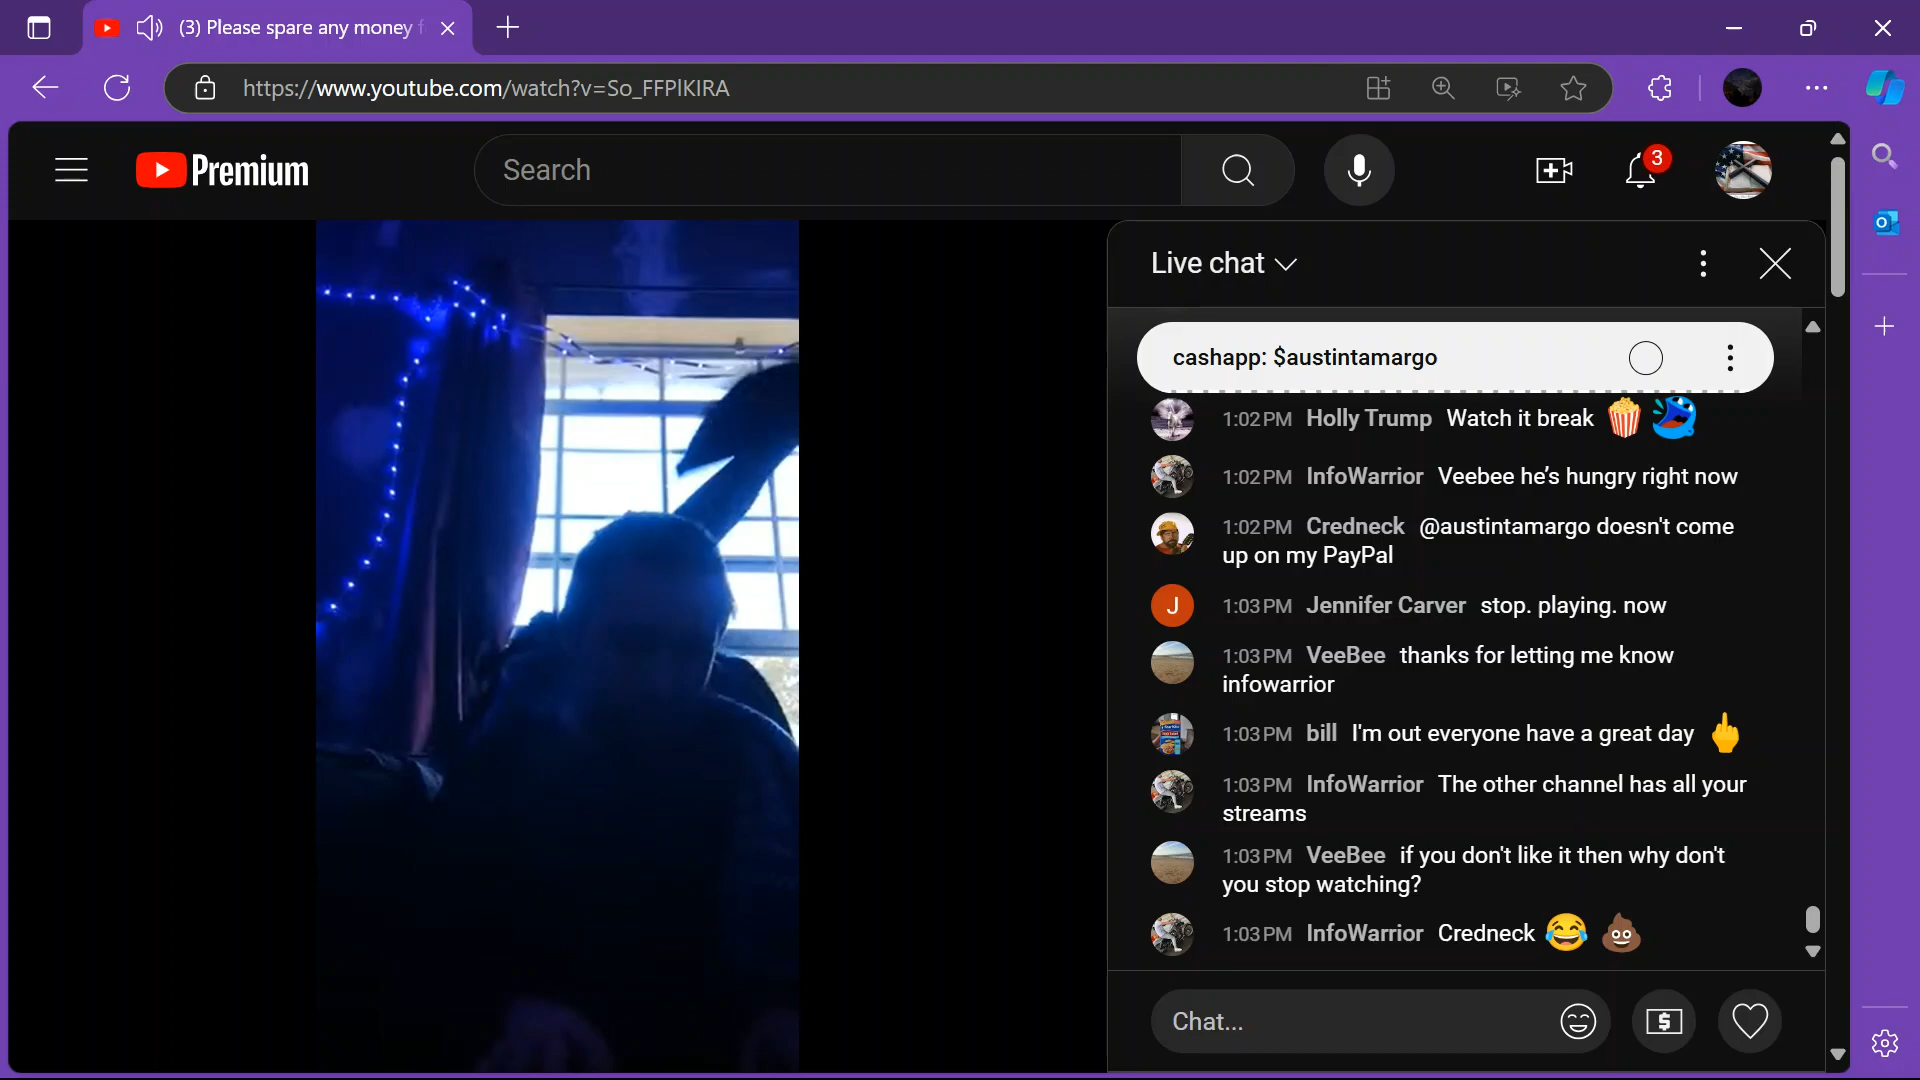 (3) Please spare any money f
https://www.youtube.com/watch?v=So_FFPlKIRA
Premium
Search
3
Live chat
cashapp: $austintamargo
1:02 PM Holly Trump Watch it break 🍿
1:02 PM InfoWarrior Veebee he’s hungry right now
1:02 PM Credneck @austintamargo doesn't come
up on my PayPal
J
1:03 PM Jennifer Carver stop. playing. now
1:03 PM VeeBee thanks for letting me know
infowarrior
1:03 PM bill I'm out everyone have a great day 🖕
1:03 PM InfoWarrior The other channel has all your
streams
1:03 PM VeeBee if you don't like it then why don't
you stop watching?
1:03 PM InfoWarrior Credneck 😂 💩
Chat...